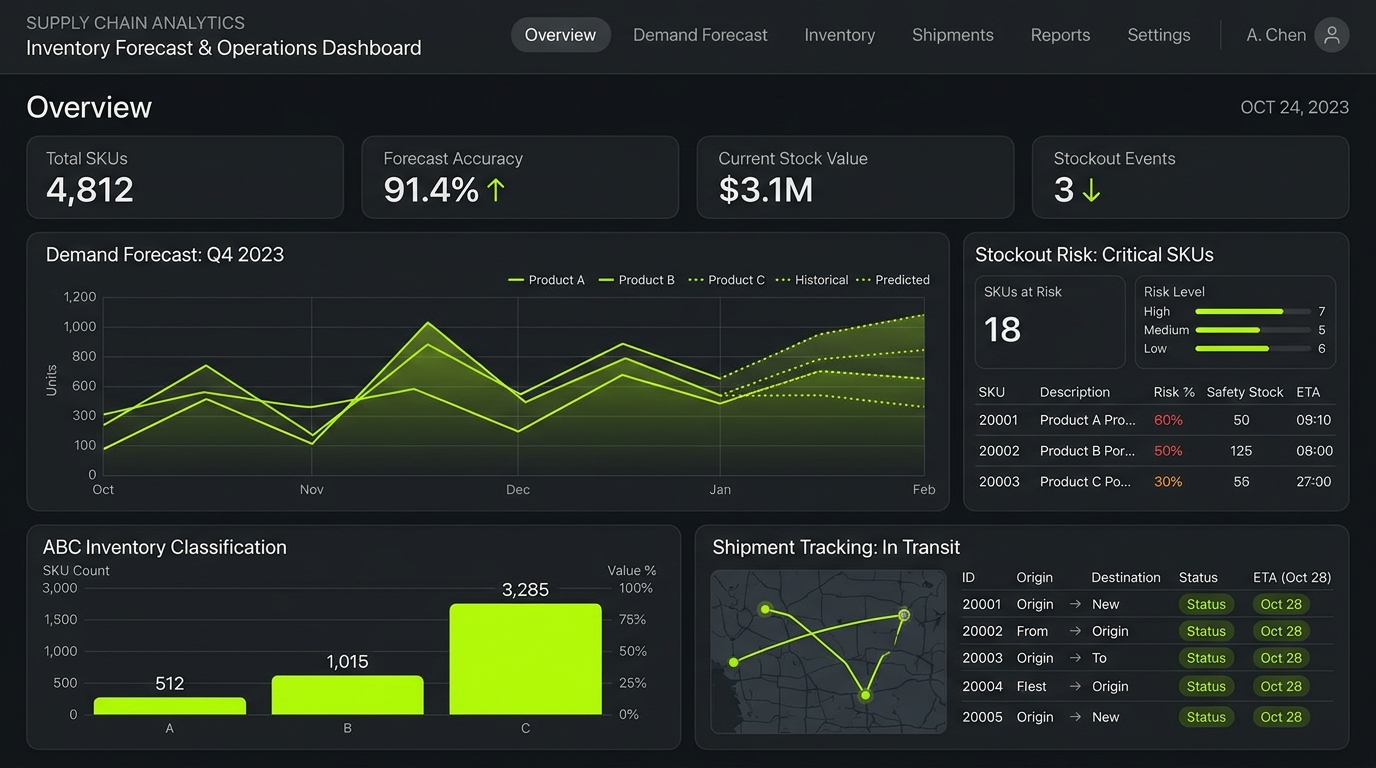 SUPPLY CHAIN ANALYTICS
Inventory Forecast & Operations Dashboard
Overview
Demand Forecast
Inventory
Shipments
Reports
Settings
A. Chen
Overview
OCT 24, 2023
Total SKUs
4,812
Forecast Accuracy
91.4% ↑
Current Stock Value
$3.1M
Stockout Events
3 ↓
Demand Forecast: Q4 2023
Product A
Product B
Product C
Historical
Predicted
Units
1,200
1,000
800
600
300
100
0
Oct
Nov
Dec
Jan
Feb
Stockout Risk: Critical SKUs
SKUs at Risk
18
Risk Level
High 7
Medium 5
Low 6
SKU Description Risk % Safety Stock ETA
20001 Product A Pro... 60% 50 09:10
20002 Product B Por... 50% 125 08:00
20003 Product C Po... 30% 56 27:00
ABC Inventory Classification
SKU Count
Value %
3,000
1,500
1,000
500
0
512
1,015
3,285
100%
75%
50%
25%
0%
A
B
C
Shipment Tracking: In Transit
ID Origin Destination Status ETA (Oct 28)
20001 Origin → New Status Oct 28
20002 From → Origin Status Oct 28
20003 Origin → To Status Oct 28
20004 Flest → Origin Status Oct 28
20005 Origin → New Status Oct 28